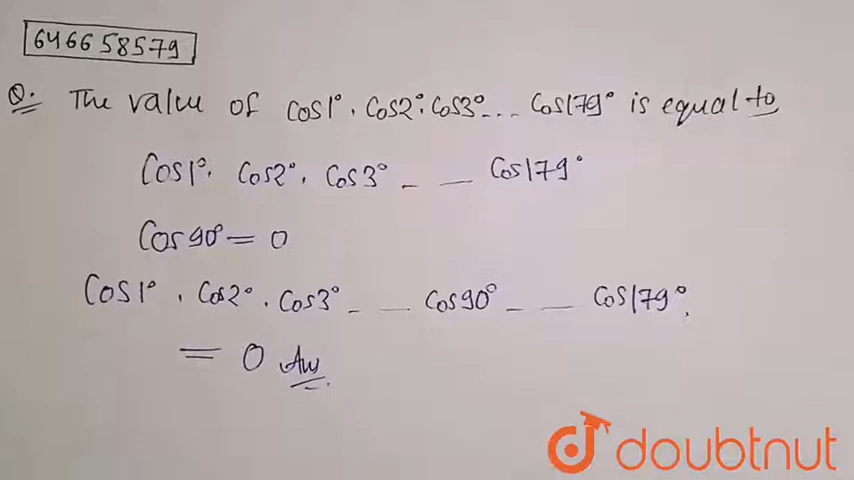 646658579
Q. The value of cos1°. cos2°. cos3°... cos179° is equal to
Cos1°. Cos2°. Cos3° - - Cos179°
Cos90° = 0
Cos1° . Cos2° . Cos3° - - Cos90° - - Cos179°.
= 0 Ans
doubtnut